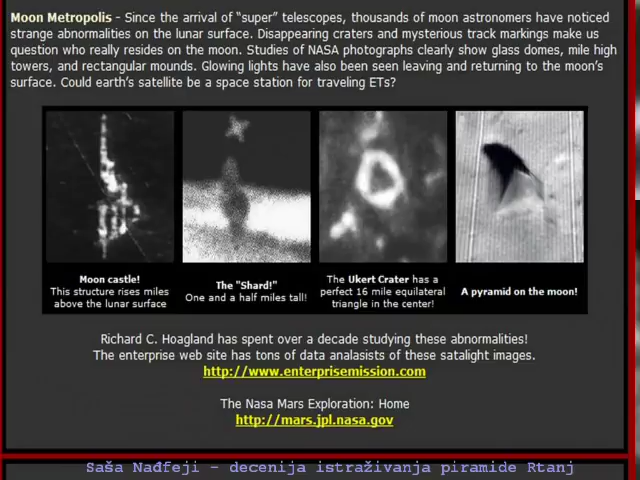 Moon Metropolis - Since the arrival of "super" telescopes, thousands of moon astronomers have noticed
strange abnormalities on the lunar surface. Disappearing craters and mysterious track markings make us
question who really resides on the moon. Studies of NASA photographs clearly show glass domes, mile high
towers, and rectangular mounds. Glowing lights have also been seen leaving and returning to the moon's
surface. Could earth's satellite be a space station for traveling ETs?
Moon castle!
This structure rises miles
above the lunar surface
The "Shard!"
One and a half miles tall!
The Ukert Crater has a
perfect 16 mile equilateral
triangle in the center!
A pyramid on the moon!
Richard C. Hoagland has spent over a decade studying these abnormalities!
The enterprise web site has tons of data analasists of these satalight images.
http://www.enterprisemission.com
The Nasa Mars Exploration: Home
http://mars.jpl.nasa.gov
Saša Nađfeji - decenija istraživanja piramide Rtanj